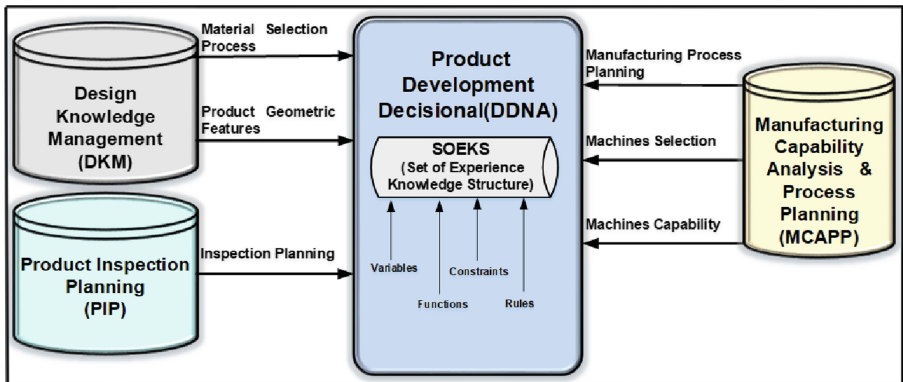 Material Selection
Process
Design
Knowledge
Management
(DKM)
Product Geometric
Features
Product Inspection
Planning
(PIP)
Inspection Planning
Product
Development
Decisional(DDNA)
SOEKS
(Set of Experience
Knowledge Structure)
Variables
Constraints
Functions
Rules
Manufacturing Process
Planning
Machines Selection
Machines Capability
Manufacturing
Capability
Analysis &
Process
Planning
(MCAPP)